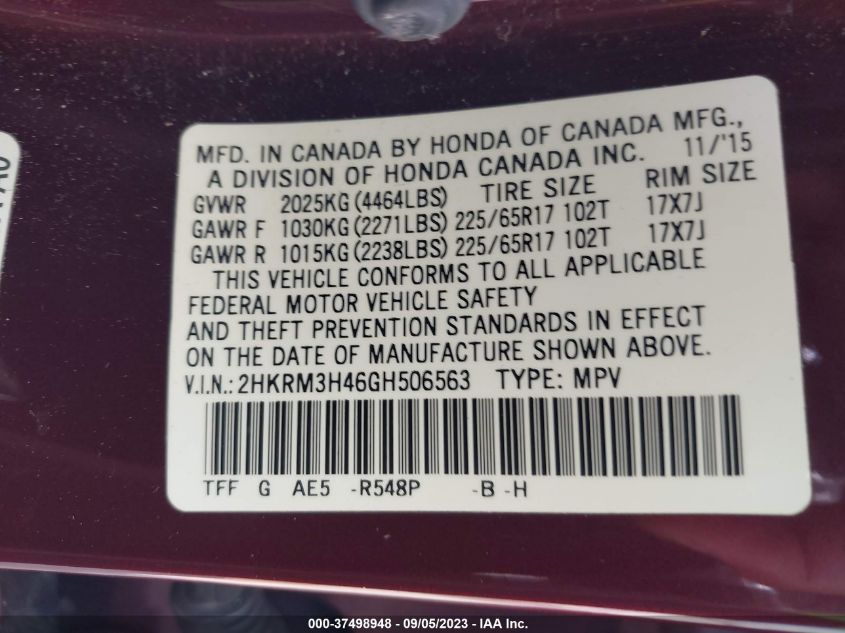 MFD. IN CANADA BY HONDA OF CANADA MFG.,
A DIVISION OF HONDA CANADA INC. 11/'15
GVWR 2025KG(4464LBS) TIRE SIZE RIM SIZE
GAWR F 1030KG(2271LBS) 225/65R17 102T 17X7J
GAWR R 1015KG(2238LBS) 225/65R17 102T 17X7J
THIS VEHICLE CONFORMS TO ALL APPLICABLE
FEDERAL MOTOR VEHICLE SAFETY
AND THEFT PREVENTION STANDARDS IN EFFECT
ON THE DATE OF MANUFACTURE SHOWN ABOVE.
V.I.N.: 2HKRM3H46GH506563 TYPE: MPV
TFF G AE5 -R548P -B -H
000-37498948 - 09/05/2023 - IAA Inc.